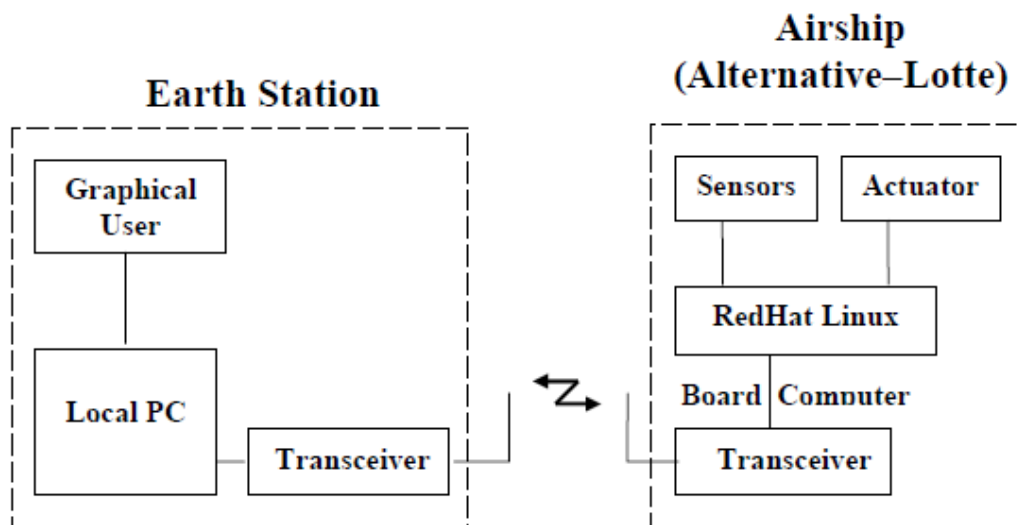 Earth Station
Graphical
User
Local PC
Transceiver
Airship
(Alternative–Lotte)
Sensors
Actuator
RedHat Linux
Board Computer
Transceiver